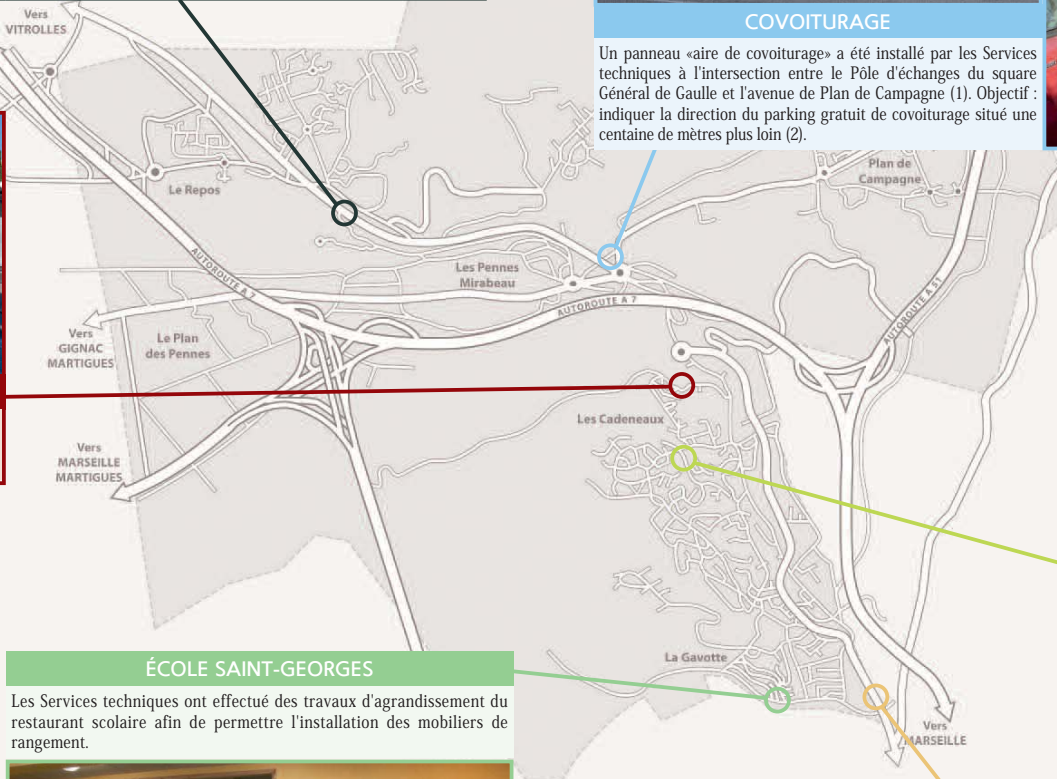 Vers
VITROLLES
COVOITURAGE
Un panneau «aire de covoiturage» a été installé par les Services
techniques à l'intersection entre le Pôle d'échanges du square
Général de Gaulle et l'avenue de Plan de Campagne (1). Objectif :
indiquer la direction du parking gratuit de covoiturage situé une
centaine de mètres plus loin (2).
Plan de
Campagne
Le Repos
AUTOROUTE A 7
Les Pennes
Mirabeau
AUTOROUTE A 7
AUTOROUTE A 51
Vers
GIGNAC
MARTIGUES
Le Plan
des Pennes
Les Cadeneaux
Vers
MARSEILLE
MARTIGUES
La Gavotte
ÉCOLE SAINT-GEORGES
Les Services techniques ont effectué des travaux d'agrandissement du
restaurant scolaire afin de permettre l'installation des mobiliers de
rangement.
Vers
MARSEILLE